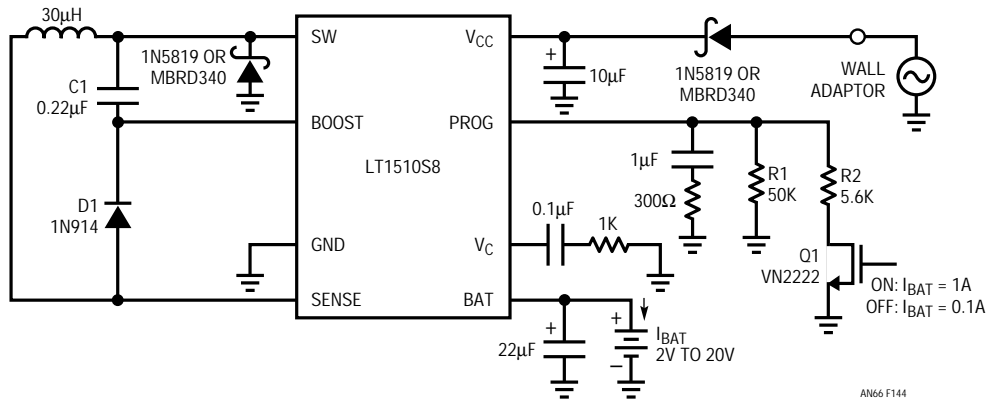 30µH
C1
0.22µF
1N5819 OR
MBRD340
D1
1N914
SW
BOOST
GND
SENSE
LT1510S8
VCC
PROG
VC
BAT
+
10µF
1N5819 OR
MBRD340
WALL
ADAPTOR
1µF
300Ω
R1
50K
R2
5.6K
0.1µF
1K
Q1
VN2222
ON: IBAT = 1A
OFF: IBAT = 0.1A
+
22µF
+
–
IBAT
2V TO 20V
AN66 F144